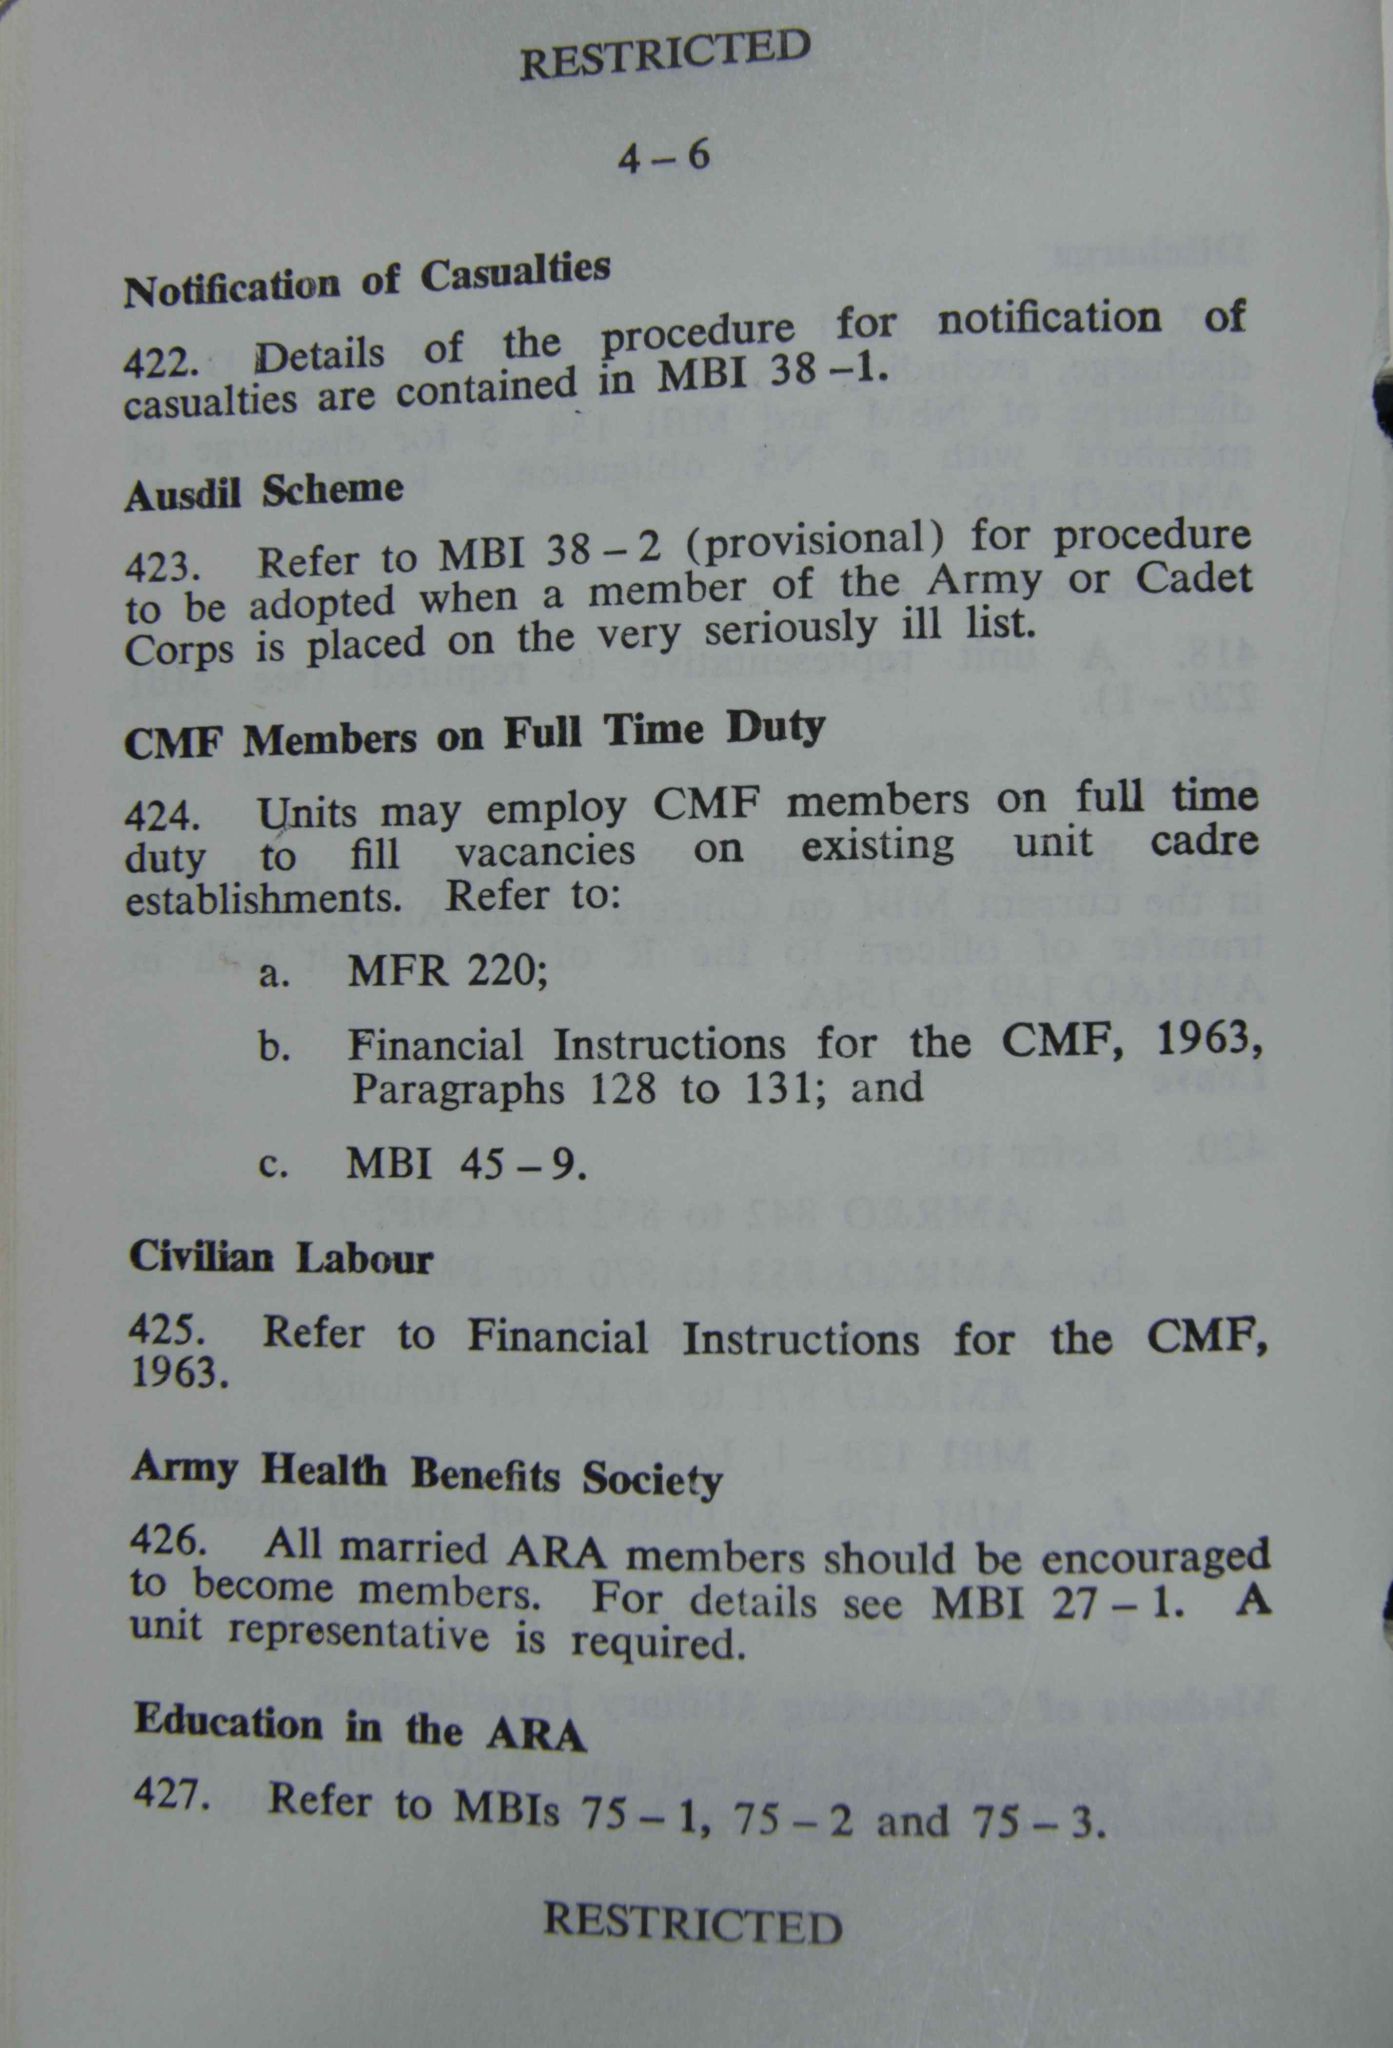 RESTRICTED
4 – 6
Notification of Casualties
422. Details of the procedure for notification of
casualties are contained in MBI 38 –1.
Ausdil Scheme
423. Refer to MBI 38 – 2 (provisional) for procedure
to be adopted when a member of the Army or Cadet
Corps is placed on the very seriously ill list.
CMF Members on Full Time Duty
424. Units may employ CMF members on full time
duty to fill vacancies on existing unit cadre
establishments. Refer to:
a. MFR 220;
b. Financial Instructions for the CMF, 1963,
Paragraphs 128 to 131; and
c. MBI 45 – 9.
Civilian Labour
425. Refer to Financial Instructions for the CMF,
1963.
Army Health Benefits Society
426. All married ARA members should be encouraged
to become members. For details see MBI 27 – 1. A
unit representative is required.
Education in the ARA
427. Refer to MBIs 75 – 1, 75 – 2 and 75 – 3.
RESTRICTED